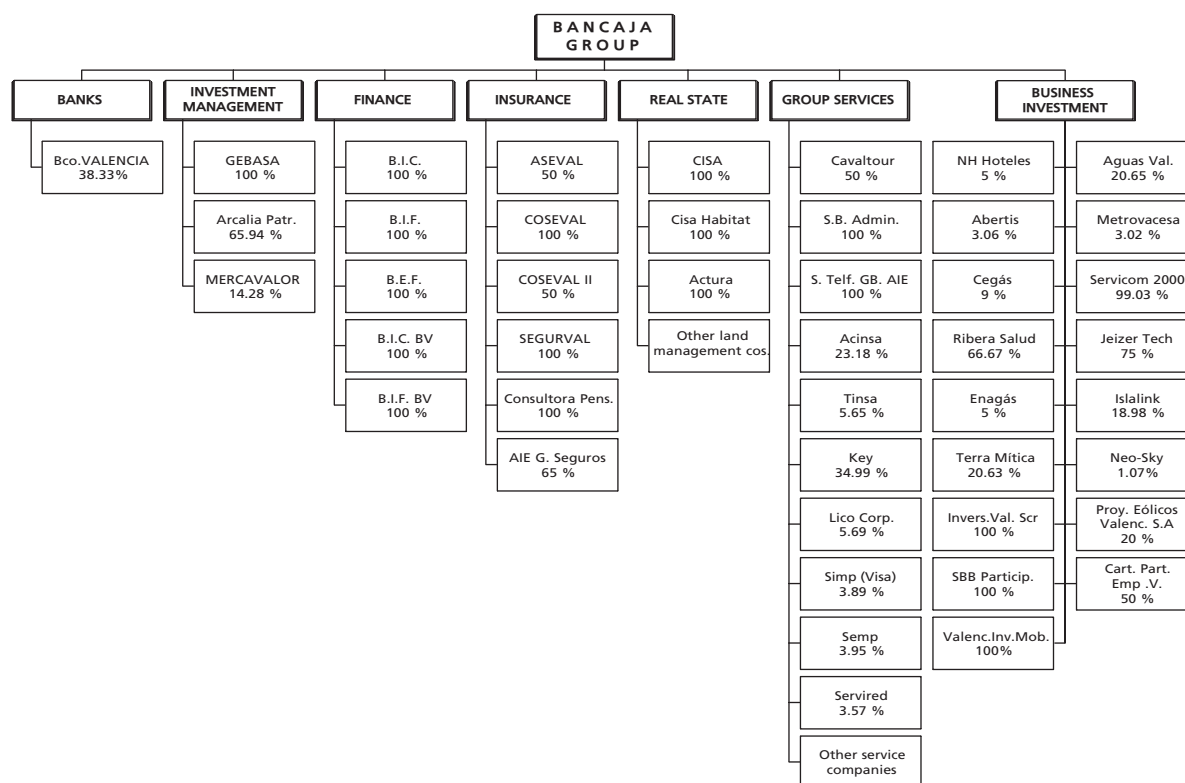 BANCAJA
GROUP
BANKS
INVESTMENT
MANAGEMENT
FINANCE
INSURANCE
REAL STATE
GROUP SERVICES
BUSINESS
INVESTMENT
Bco.VALENCIA
38.33%
GEBASA
100 %
Arcalia Patr.
65.94 %
MERCAVALOR
14.28 %
B.I.C.
100 %
B.I.F.
100 %
B.E.F.
100 %
B.I.C. BV
100 %
B.I.F. BV
100 %
ASEVAL
50 %
COSEVAL
100 %
COSEVAL II
50 %
SEGURVAL
100 %
Consultora Pens.
100 %
AIE G. Seguros
65 %
CISA
100 %
Cisa Habitat
100 %
Actura
100 %
Other land
management cos.
Cavaltour
50 %
S.B. Admin.
100 %
S. Telf. GB. AIE
100 %
Acinsa
23.18 %
Tinsa
5.65 %
Key
34.99 %
Lico Corp.
5.69 %
Simp (Visa)
3.89 %
Semp
3.95 %
Servired
3.57 %
Other service
companies
NH Hoteles
5 %
Abertis
3.06 %
Cegás
9 %
Ribera Salud
66.67 %
Enagás
5 %
Terra Mítica
20.63 %
Invers.Val. Scr
100 %
SBB Particip.
100 %
Valenc.Inv.Mob.
100%
Aguas Val.
20.65 %
Metrovacesa
3.02 %
Servicom 2000
99.03 %
Jeizer Tech
75 %
Islalink
18.98 %
Neo-Sky
1.07%
Proy. Eólicos
Valenc. S.A
20 %
Cart. Part.
Emp .V.
50 %